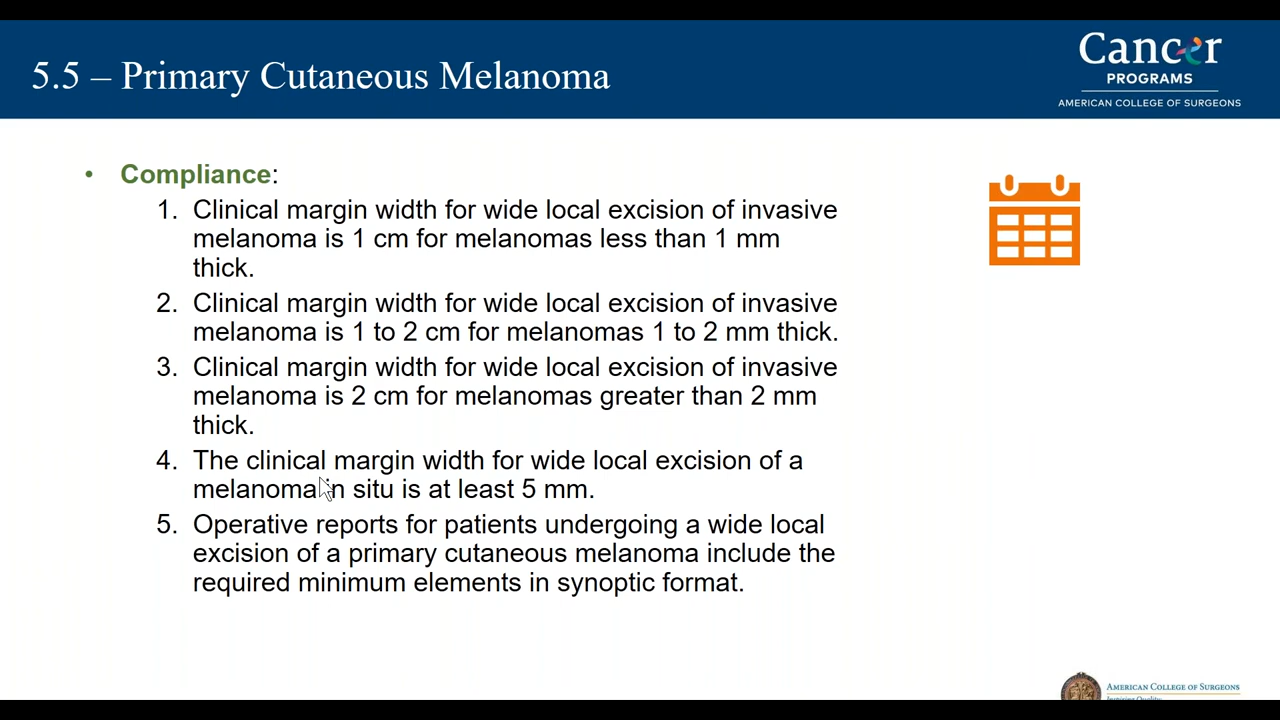 5.5 – Primary Cutaneous Melanoma
Cancer
PROGRAMS
AMERICAN COLLEGE OF SURGEONS
• Compliance:
1. Clinical margin width for wide local excision of invasive
melanoma is 1 cm for melanomas less than 1 mm
thick.
2. Clinical margin width for wide local excision of invasive
melanoma is 1 to 2 cm for melanomas 1 to 2 mm thick.
3. Clinical margin width for wide local excision of invasive
melanoma is 2 cm for melanomas greater than 2 mm
thick.
4. The clinical margin width for wide local excision of a
melanoma in situ is at least 5 mm.
5. Operative reports for patients undergoing a wide local
excision of a primary cutaneous melanoma include the
required minimum elements in synoptic format.
AMERICAN COLLEGE OF SURGEONS